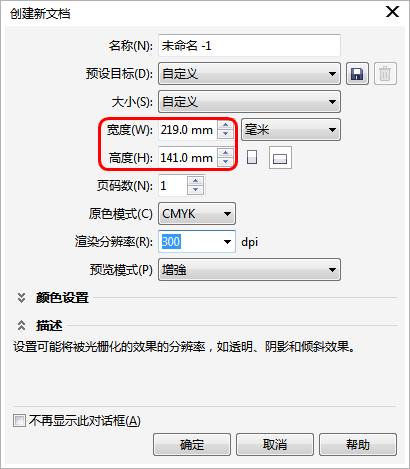 创建新文档
名称(N): 未命名 -1
预设目标(D): 自定义
大小(S): 自定义
宽度(W): 219.0 mm 毫米
高度(H): 141.0 mm
页码数(N): 1
原色模式(C) CMYK
渲染分辨率(R): 300 dpi
预览模式(P) 增強
颜色设置
描述
设置可能将被光栅化的效果的分辨率，如透明、阴影和倾斜效果。
不再显示此对话框(A)
确定 取消 帮助